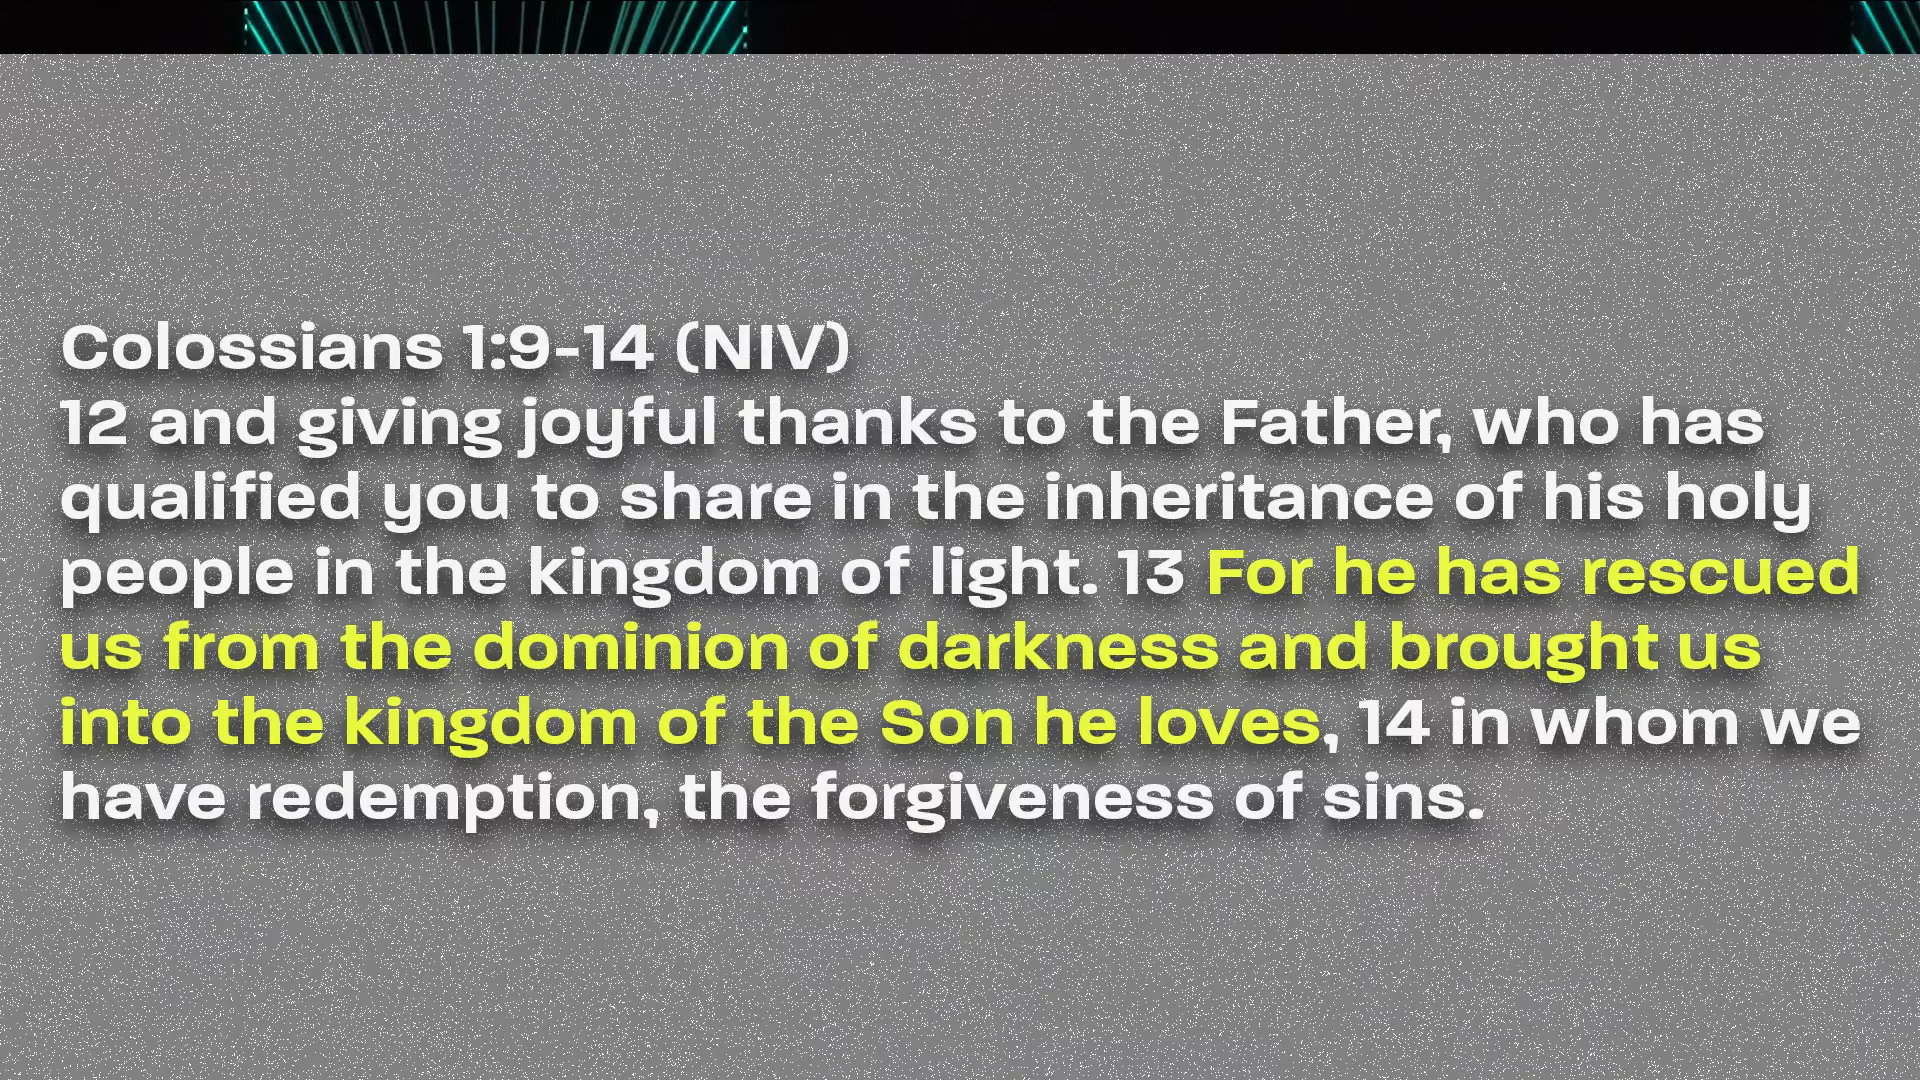 Colossians 1:9-14 (NIV)
12 and giving joyful thanks to the Father, who has
qualified you to share in the inheritance of his holy
people in the kingdom of light. 13 For he has rescued
us from the dominion of darkness and brought us
into the kingdom of the Son he loves, 14 in whom we
have redemption, the forgiveness of sins.